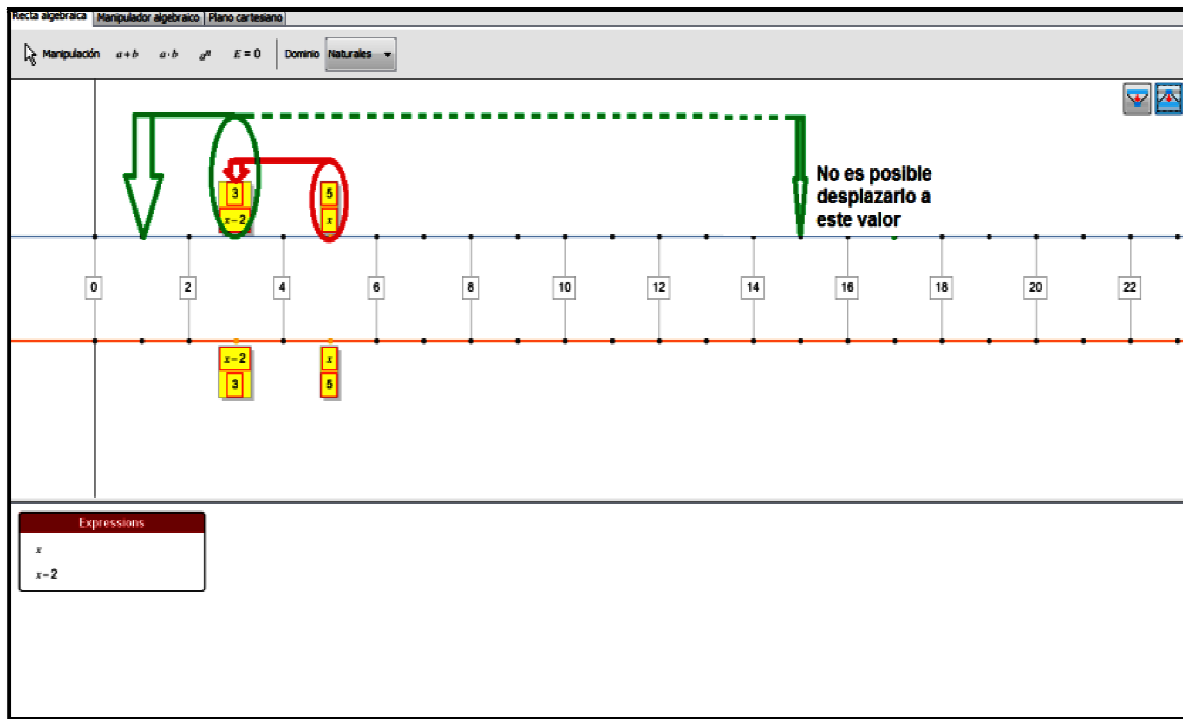 Recta algebraica Manipulador algebraico Plano cartesiano
Manipulación a+b a·b aⁿ E = 0 Dominio Naturales
3 5
x−2 x
No es posible
desplazarlo a
este valor
0 2 4 6 8 10 12 14 16 18 20 22
x−2 x
3 5
Expressions
x
x−2